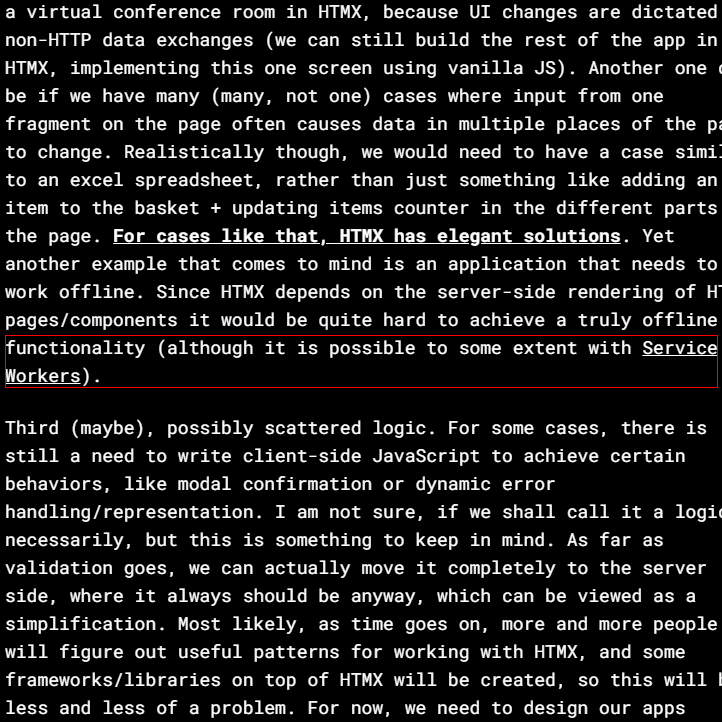 a virtual conference room in HTMX, because UI changes are dictated
non-HTTP data exchanges (we can still build the rest of the app in
HTMX, implementing this one screen using vanilla JS). Another one
be if we have many (many, not one) cases where input from one
fragment on the page often causes data in multiple places of the
to change. Realistically though, we would need to have a case
to an excel spreadsheet, rather than just something like adding an
item to the basket + updating items counter in the different parts
the page. For cases like that, HTMX has elegant solutions. Yet
another example that comes to mind is an application that needs to
work offline. Since HTMX depends on the server-side rendering of
pages/components it would be quite hard to achieve a truly offline
functionality (although it is possible to some extent with Service
Workers).
Third (maybe), possibly scattered logic. For some cases, there is
still a need to write client-side JavaScript to achieve certain
behaviors, like modal confirmation or dynamic error
handling/representation. I am not sure, if we shall call it a
necessarily, but this is something to keep in mind. As far as
validation goes, we can actually move it completely to the server
side, where it always should be anyway, which can be viewed as a
simplification. Most likely, as time goes on, more and more people
will figure out useful patterns for working with HTMX, and some
frameworks/libraries on top of HTMX will be created, so this will
less and less of a problem. For now, we need to design our apps